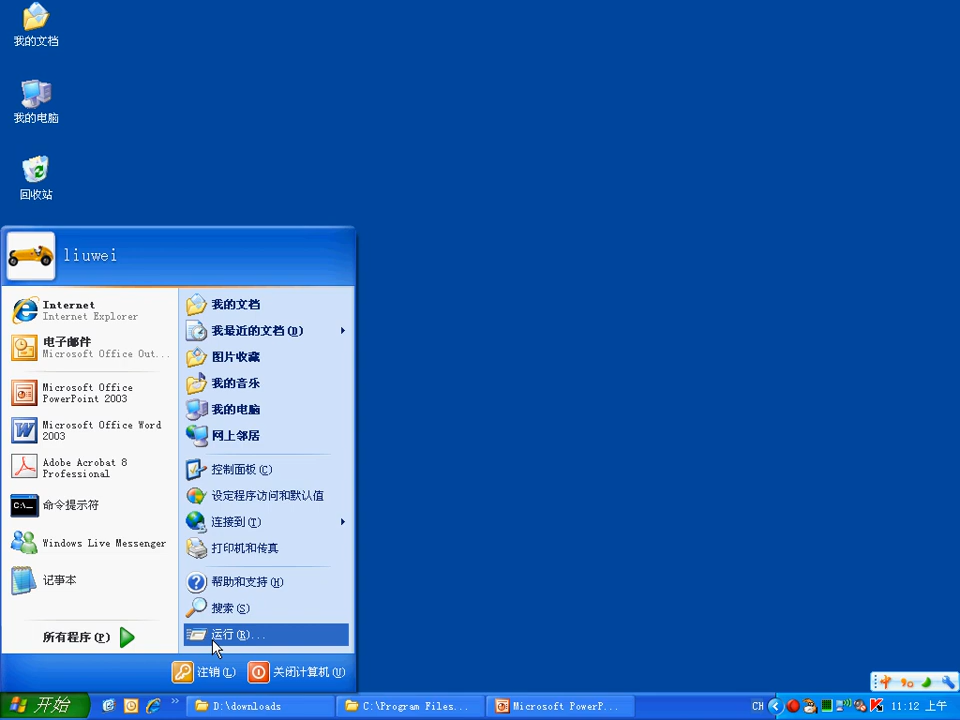 我的文档
我的电脑
回收站
liuwei
Internet
Internet Explorer
电子邮件
Microsoft Office Out...
Microsoft Office
PowerPoint 2003
Microsoft Office Word
2003
Adobe Acrobat 8
Professional
命令提示符
Windows Live Messenger
记事本
所有程序(P)
我的文档
我最近的文档(D)
图片收藏
我的音乐
我的电脑
网上邻居
控制面板(C)
设定程序访问和默认值
连接到(T)
打印机和传真
帮助和支持(H)
搜索(S)
运行(R)...
注销(L)
关闭计算机(U)
开始
D:\downloads
C:\Program Files...
Microsoft PowerP...
CH
11:12 上午